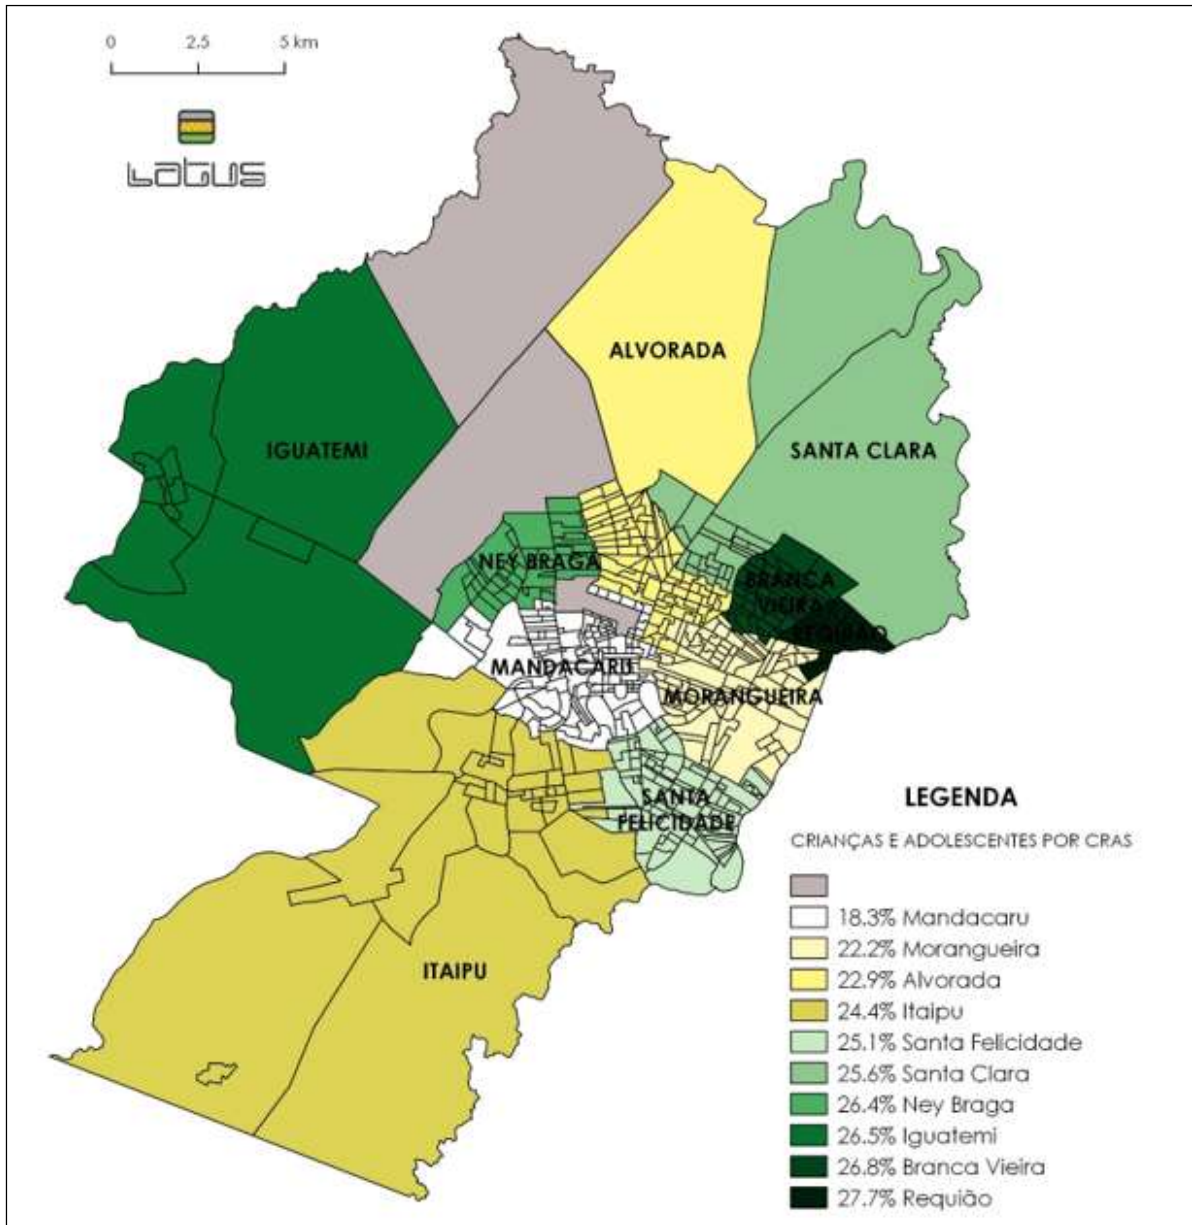 0 2.5 5 km
LATUS
ALVORADA
IGUATEMI
SANTA CLARA
NEY BRAGA
BRANCA
VIEIRA
REQUIÃO
MANDACARU
MORANGUEIRA
SANTA
FELICIDADE
ITAIPU
LEGENDA
CRIANÇAS E ADOLESCENTES POR CRAS
18.3% Mandacaru
22.2% Morangueira
22.9% Alvorada
24.4% Itaipu
25.1% Santa Felicidade
25.6% Santa Clara
26.4% Ney Braga
26.5% Iguatemi
26.8% Branca Vieira
27.7% Requião